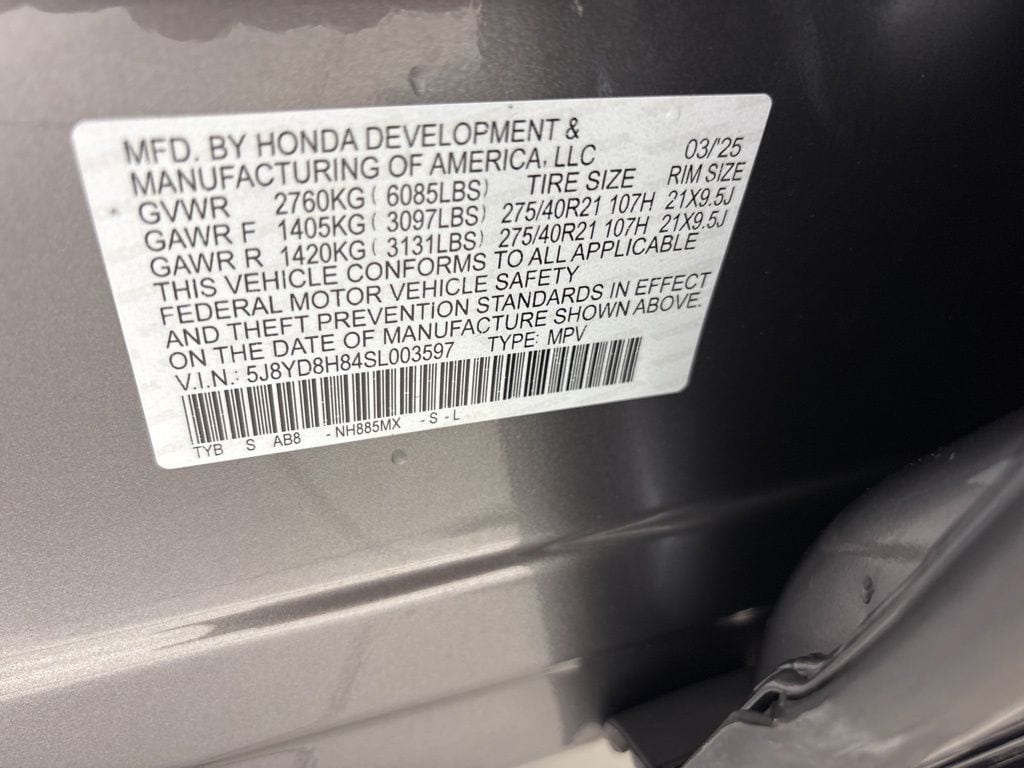 MFD. BY HONDA DEVELOPMENT &
MANUFACTURING OF AMERICA, LLC 03/'25
GVWR 2760KG ( 6085LBS) TIRE SIZE RIM SIZE
GAWR F 1405KG ( 3097LBS) 275/40R21 107H 21X9.5J
GAWR R 1420KG ( 3131LBS) 275/40R21 107H 21X9.5J
THIS VEHICLE CONFORMS TO ALL APPLICABLE
FEDERAL MOTOR VEHICLE SAFETY
AND THEFT PREVENTION STANDARDS IN EFFECT
ON THE DATE OF MANUFACTURE SHOWN ABOVE.
V.I.N.: 5J8YD8H84SL003597 TYPE: MPV
TYB S AB8 -NH885MX -S-L